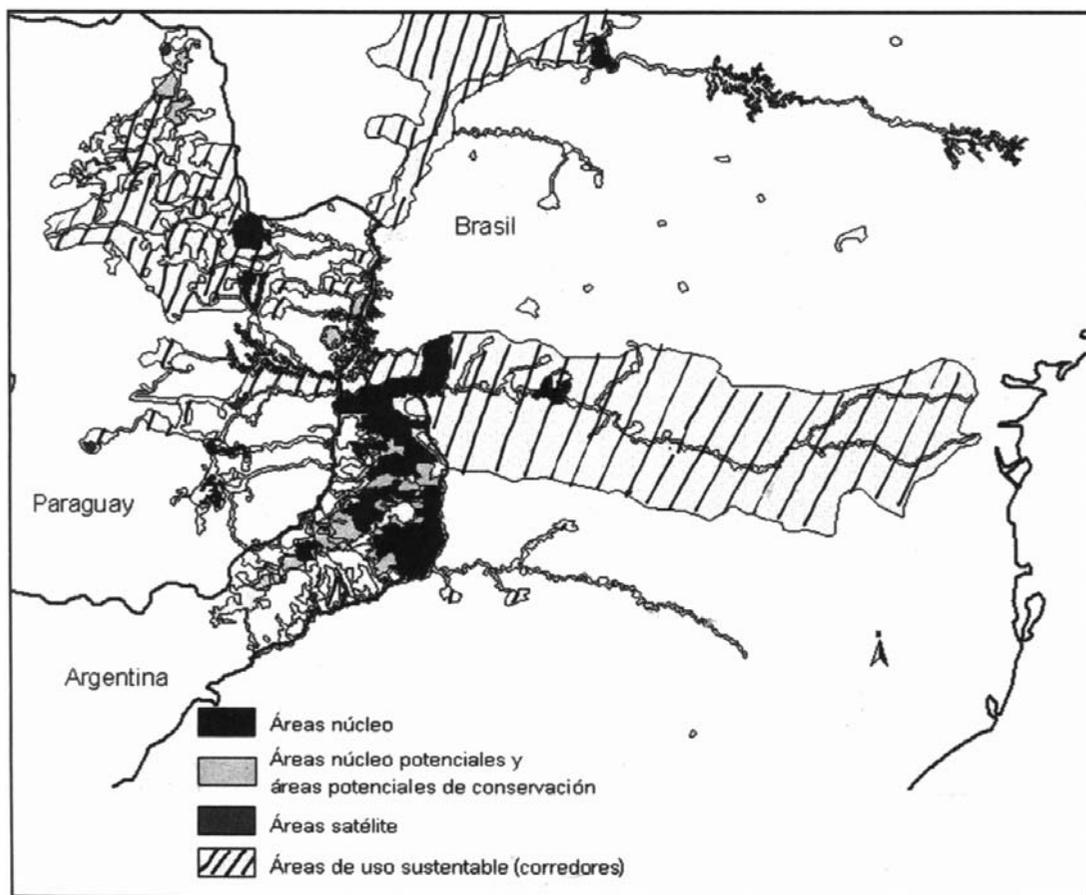 Brasil
Paraguay
Argentina
Áreas núcleo
Áreas núcleo potenciales y
áreas potenciales de conservación
Áreas satélite
Áreas de uso sustentable (corredores)